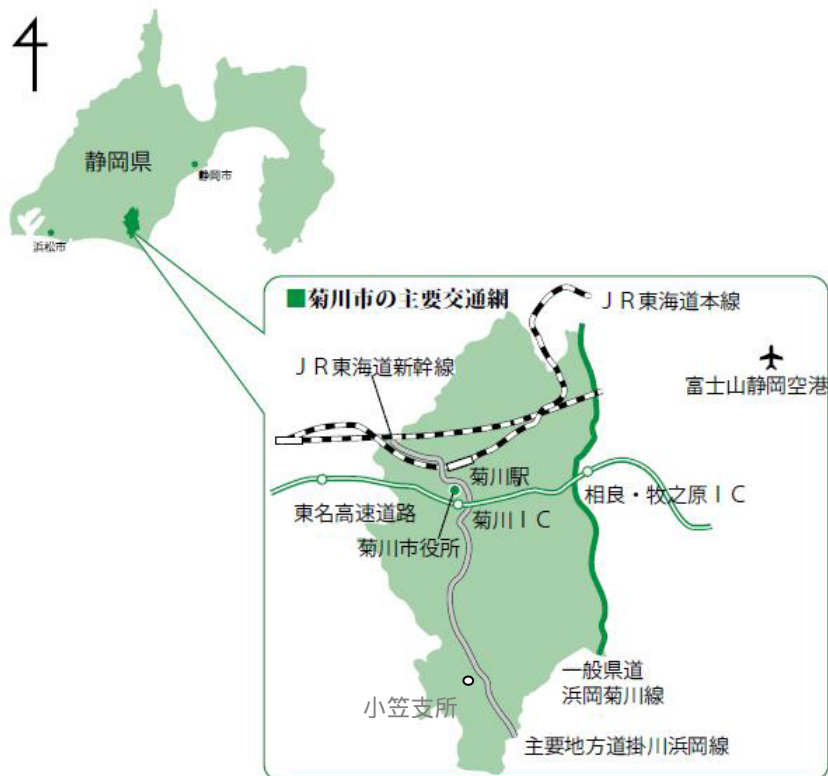 静岡県
静岡市
浜松市
■菊川市の主要交通網
ＪＲ東海道本線
ＪＲ東海道新幹線
富士山静岡空港
菊川駅
相良・牧之原ＩＣ
東名高速道路
菊川ＩＣ
菊川市役所
一般県道
浜岡菊川線
小笠支所
主要地方道掛川浜岡線